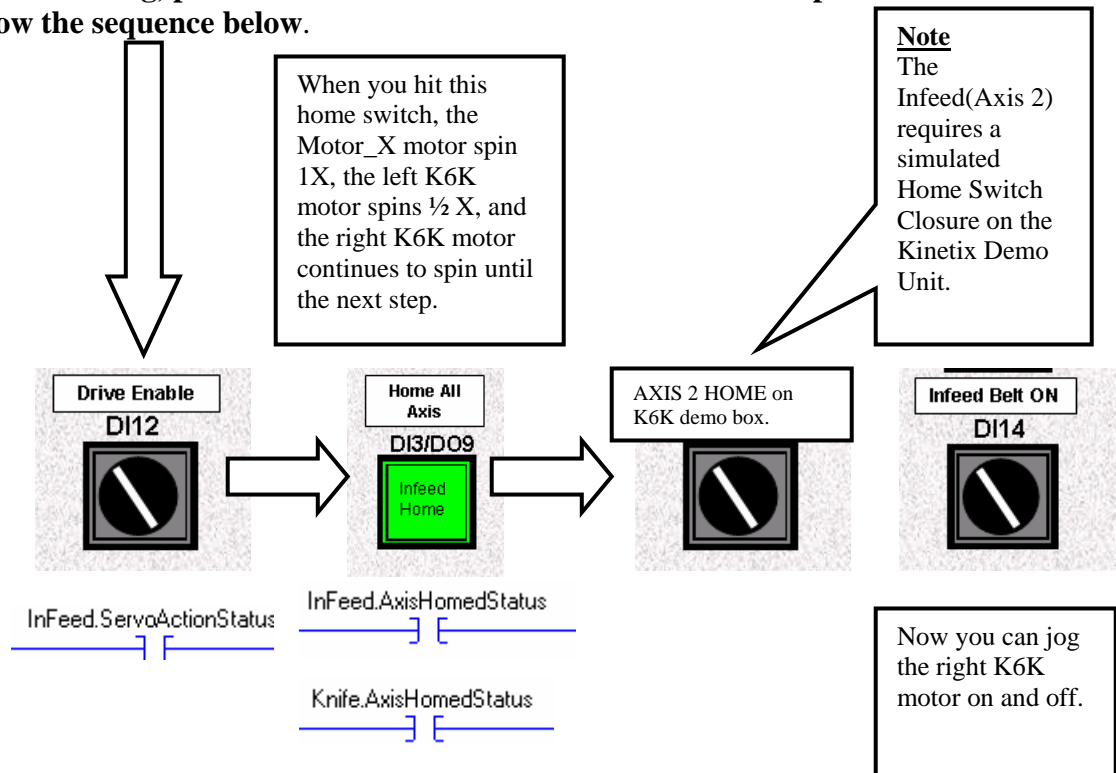 ow the sequence below.
When you hit this
home switch, the
Motor_X motor spin
1X, the left K6K
motor spins ½ X, and
the right K6K motor
continues to spin until
the next step.
Note
The
Infeed(Axis 2)
requires a
simulated
Home Switch
Closure on the
Kinetix Demo
Unit.
Drive Enable
DI12
Home All
Axis
DI3/DO9
Infeed
Home
AXIS 2 HOME on
K6K demo box.
Infeed Belt ON
DI14
InFeed.ServoActionStatus
InFeed.AxisHomedStatus
Knife.AxisHomedStatus
Now you can jog
the right K6K
motor on and off.